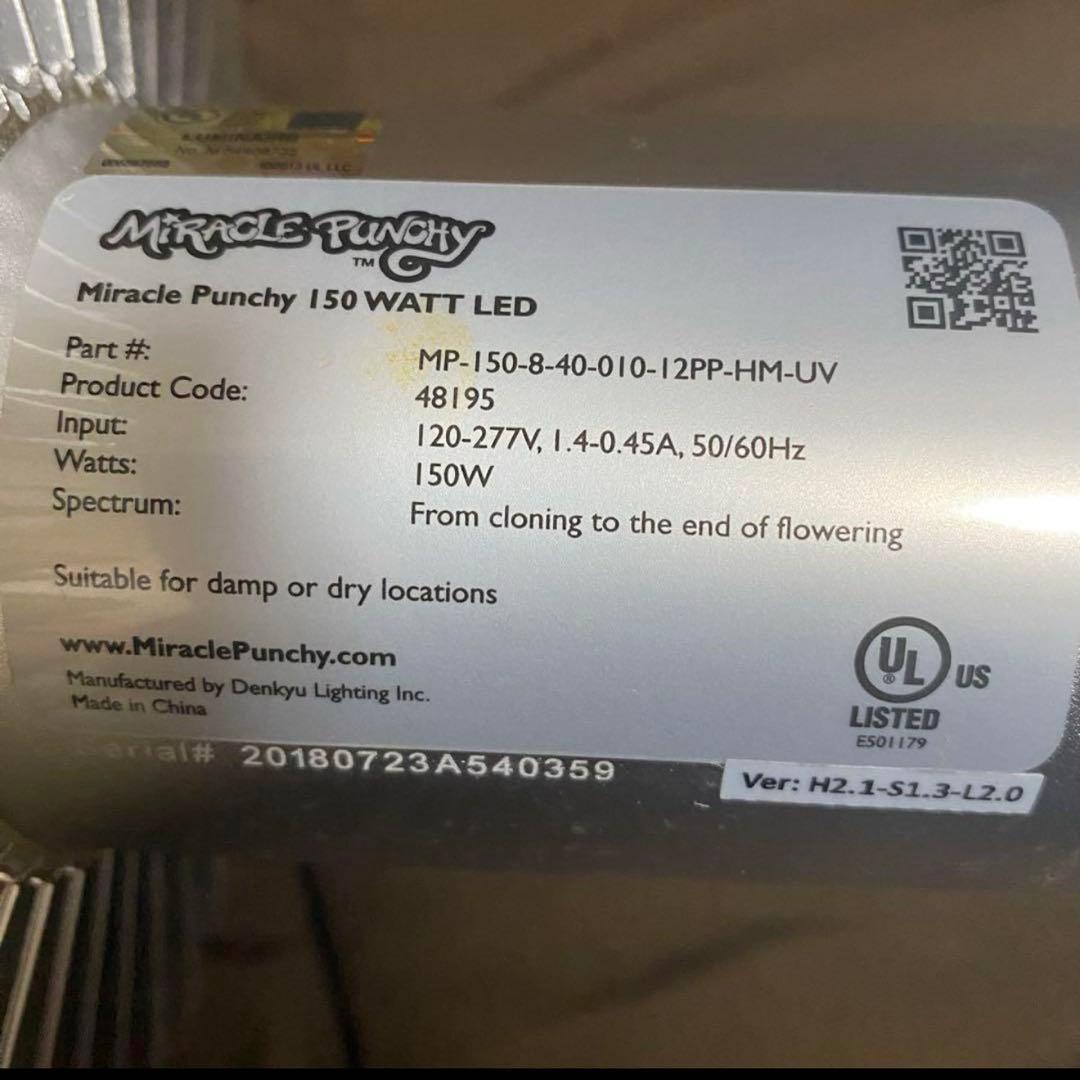 MiRACLE PUNCHY
TM
Miracle Punchy 150 WATT LED
Part #: MP-150-8-40-010-12PP-HM-UV
Product Code: 48195
Input: 120-277V, 1.4-0.45A, 50/60Hz
Watts: 150W
Spectrum: From cloning to the end of flowering
Suitable for damp or dry locations
www.MiraclePunchy.com
Manufactured by Denkyu Lighting Inc.
Made in China
UL® US
LISTED
E501179
Serial# 20180723A540359
Ver: H2.1-S1.3-L2.0